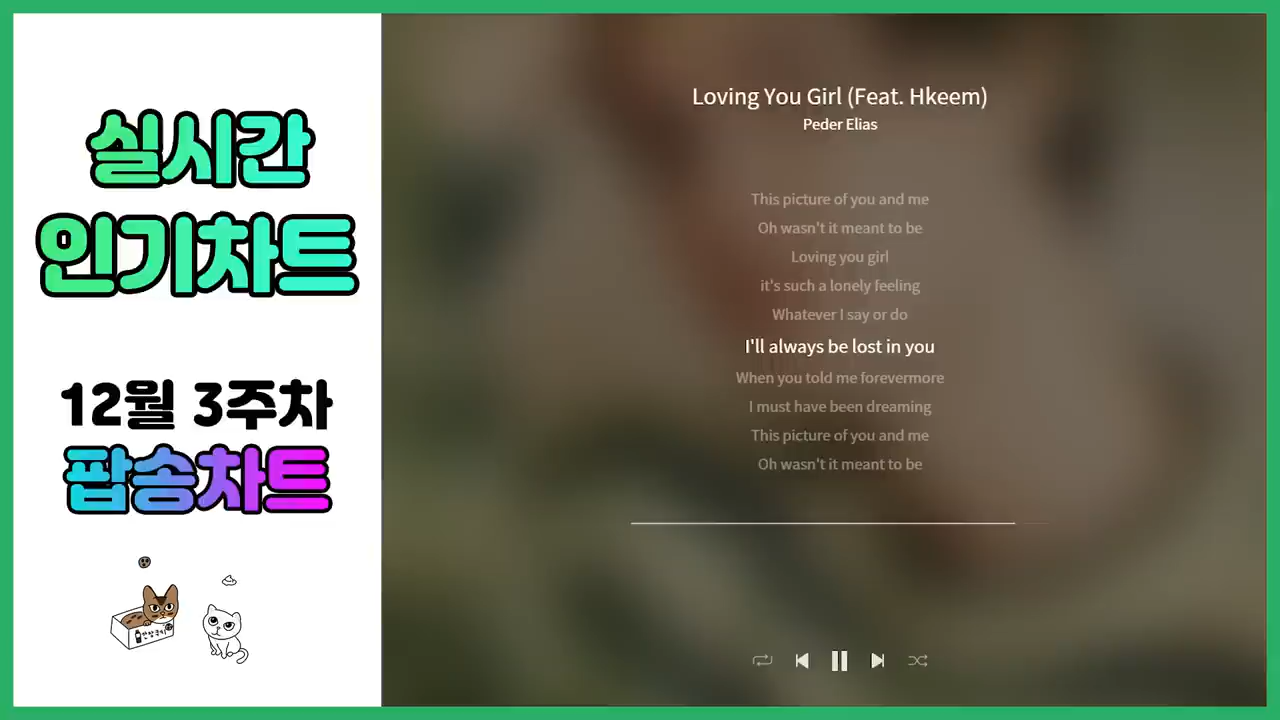 실시간
인기차트
12월 3주차
팝송차트
Loving You Girl (Feat. Hkeem)
Peder Elias
This picture of you and me
Oh wasn't it meant to be
Loving you girl
it's such a lonely feeling
Whatever I say or do
I'll always be lost in you
When you told me forevermore
I must have been dreaming
This picture of you and me
Oh wasn't it meant to be